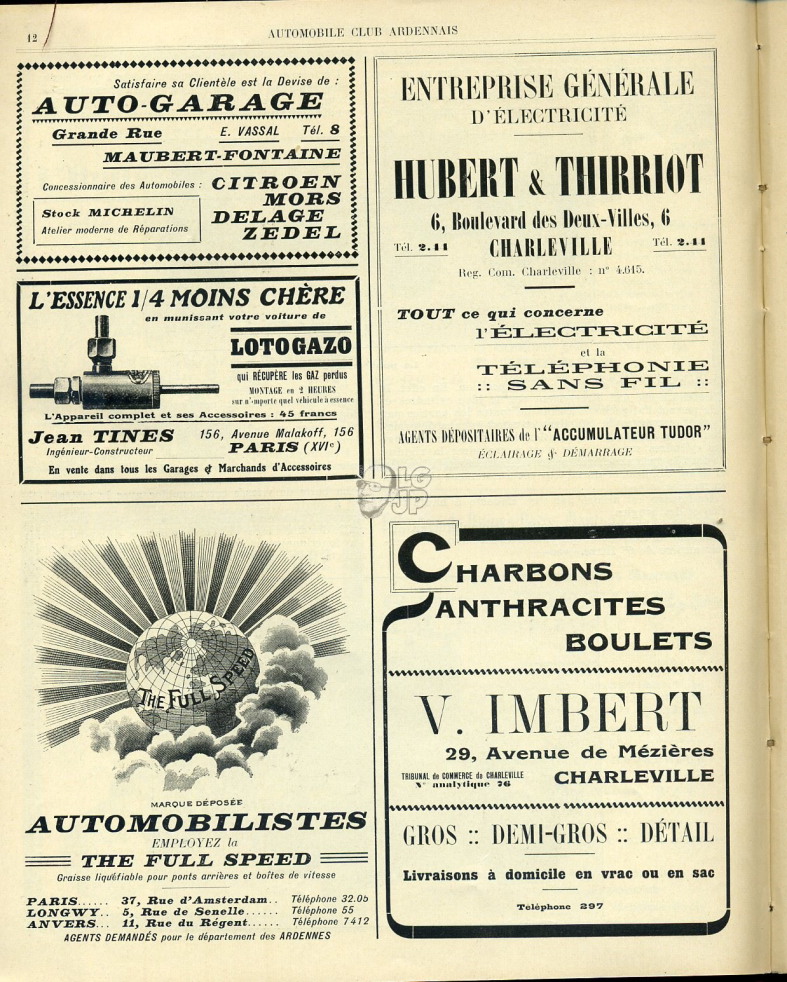 12
AUTOMOBILE CLUB ARDENNAIS
Satisfaire sa Clientèle est la Devise de :
AUTO-GARAGE
Grande Rue E. VASSAL Tél. 8
MAUBERT-FONTAINE
Concessionnaire des Automobiles : CITROEN
MORS
DELAGE
ZEDEL
Stock MICHELIN
Atelier moderne de Réparations
L'ESSENCE 1/4 MOINS CHÈRE
en munissant votre voiture de
LOTOGAZO
qui RÉCUPÈRE les GAZ perdus
MONTAGE en 2 HEURES
sur n'importe quel véhicule à essence
L'Appareil complet et ses Accessoires : 45 francs
Jean TINES 156, Avenue Malakoff, 156
Ingénieur-Constructeur PARIS (XVIe)
En vente dans tous les Garages & Marchands d'Accessoires
THE FULL SPEED
MARQUE DÉPOSÉE
AUTOMOBILISTES
EMPLOYEZ la
THE FULL SPEED
Graisse liquéfiable pour ponts arrières et boîtes de vitesse
PARIS...... 37, Rue d'Amsterdam.. Téléphone 32.05
LONGWY.. 5, Rue de Senelle...... Téléphone 55
ANVERS... 11, Rue du Régent...... Téléphone 7412
AGENTS DEMANDÉS pour le département des ARDENNES
ENTREPRISE GÉNÉRALE
D'ÉLECTRICITÉ
HUBERT & THIRRIOT
6, Boulevard des Deux-Villes, 6
Tél. 2.11 CHARLEVILLE Tél. 2.11
Reg. Com. Charleville : n° 4.615.
TOUT ce qui concerne
l'ÉLECTRICITÉ
et la
TÉLÉPHONIE
:: SANS FIL ::
AGENTS DÉPOSITAIRES de l'"ACCUMULATEUR TUDOR"
ÉCLAIRAGE & DÉMARRAGE
LG
JP
CHARBONS
ANTHRACITES
BOULETS
V. IMBERT
29, Avenue de Mézières
TRIBUNAL de COMMERCE de CHARLEVILLE
N° analytique 76
CHARLEVILLE
GROS :: DEMI-GROS :: DÉTAIL
Livraisons à domicile en vrac ou en sac
Téléphone 297